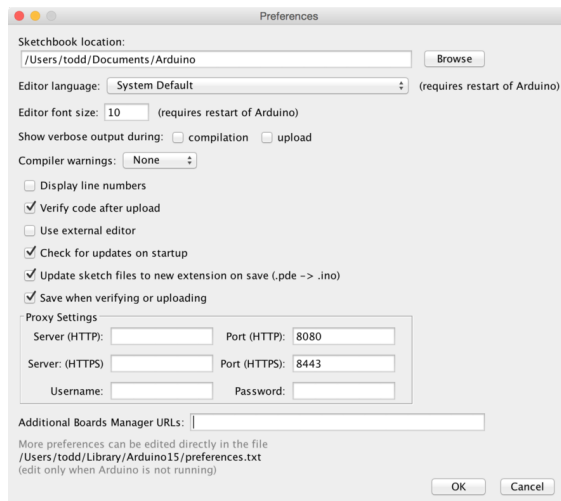 Preferences
Sketchbook location:
/Users/todd/Documents/Arduino
Browse
Editor language: System Default (requires restart of Arduino)
Editor font size: 10 (requires restart of Arduino)
Show verbose output during: compilation upload
Compiler warnings: None
Display line numbers
Verify code after upload
Use external editor
Check for updates on startup
Update sketch files to new extension on save (.pde -> .ino)
Save when verifying or uploading
Proxy Settings
Server (HTTP): Port (HTTP): 8080
Server: (HTTPS) Port (HTTPS): 8443
Username: Password:
Additional Boards Manager URLs:
More preferences can be edited directly in the file
/Users/todd/Library/Arduino15/preferences.txt
(edit only when Arduino is not running)
OK Cancel